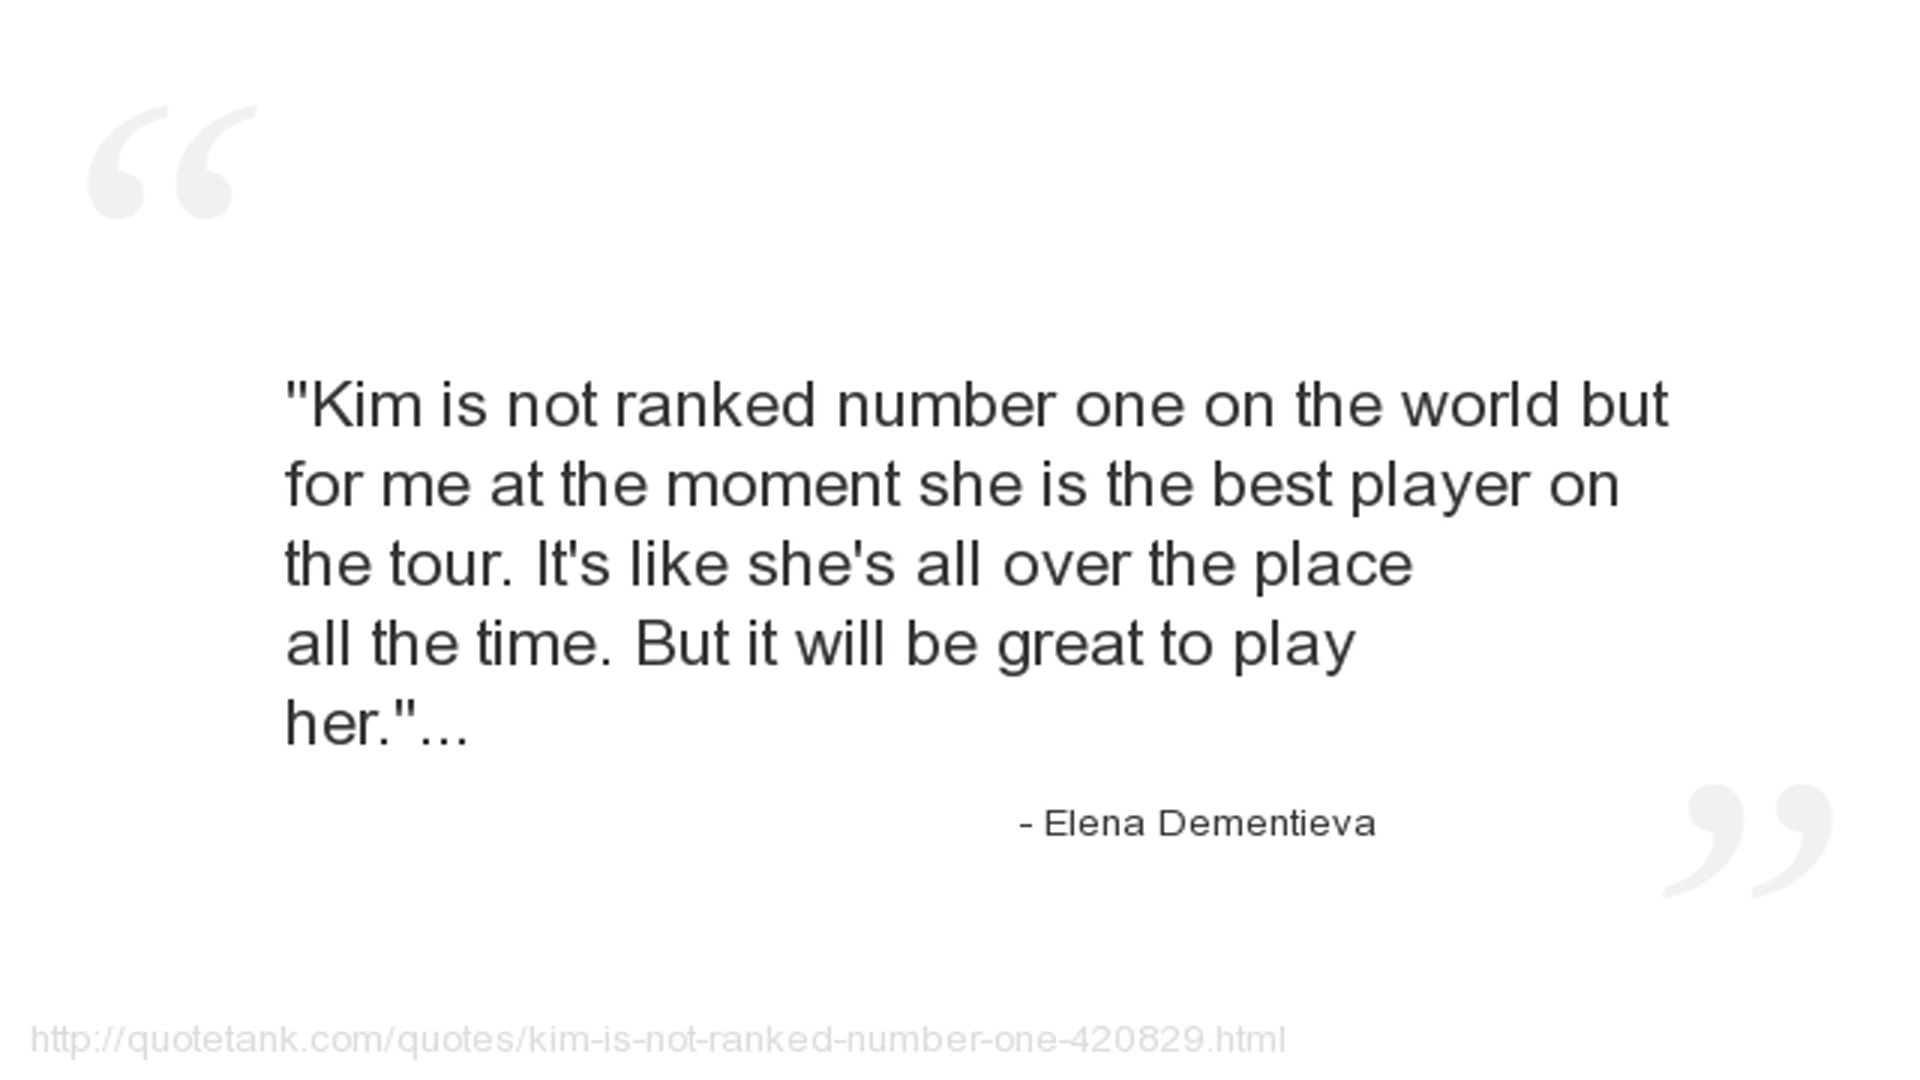 "Kim is not ranked number one on the world but
for me at the moment she is the best player on
the tour. It's like she's all over the place
all the time. But it will be great to play
her."...
- Elena Dementieva
http://quotetank.com/quotes/kim-is-not-ranked-number-one-420829.html